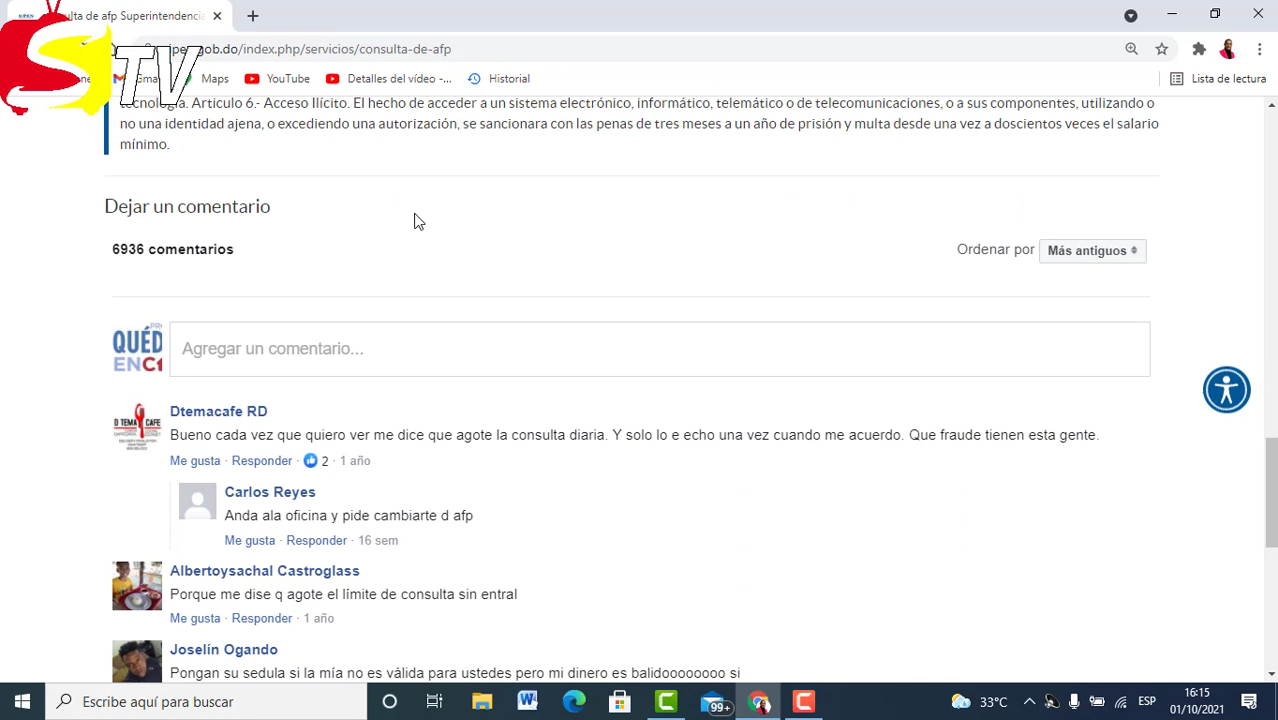 sulta de afp Superintendencia
gob.do/index.php/servicios/consulta-de-afp
STV
Maps
YouTube
Detalles del vídeo -...
Historial
Lista de lectura
tecnología. Artículo 6.- Acceso Ilícito. El hecho de acceder a un sistema electrónico, informático, telemático o de telecomunicaciones, o a sus componentes, utilizando o
no una identidad ajena, o excediendo una autorización, se sancionara con las penas de tres meses a un año de prisión y multa desde una vez a doscientos veces el salario
mínimo.
Dejar un comentario
6936 comentarios
Ordenar por Más antiguos
QUÉD
EN C
Agregar un comentario...
D TEMA CAFE
Dtemacafe RD
Bueno cada vez que quiero ver me dice que agote la consulta diaria. Y solo lo e echo una vez cuando me acuerdo. Que fraude tienen esta gente.
Me gusta · Responder · 2 · 1 año
Carlos Reyes
Anda ala oficina y pide cambiarte d afp
Me gusta · Responder · 16 sem
Albertoysachal Castroglass
Porque me dise q agote el límite de consulta sin entral
Me gusta · Responder · 1 año
Joselín Ogando
Pongan su sedula si la mía no es válida para ustedes pero mi dinero es balidoooooooo si
Escribe aquí para buscar
99+
33°C
ESP
16:15
01/10/2021